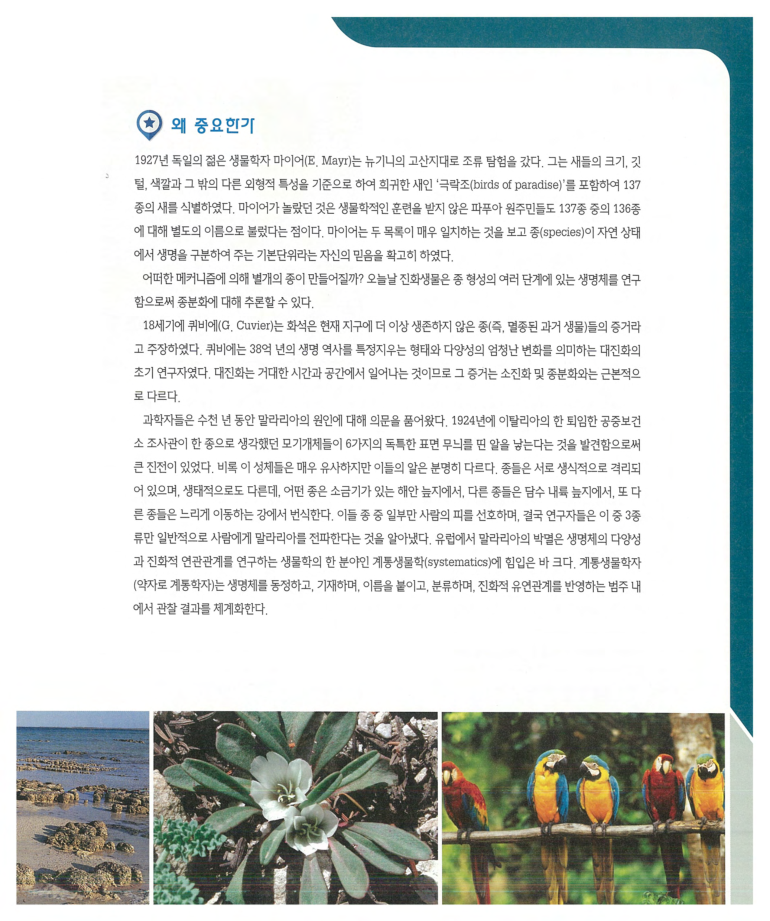 왜 중요한가
1927년 독일의 젊은 생물학자 마이어(E. Mayr)는 뉴기니의 고산지대로 조류 탐험을 갔다. 그는 새들의 크기, 깃
털, 색깔과 그 밖의 다른 외형적 특성을 기준으로 하여 희귀한 새인 ‘극락조(birds of paradise)’를 포함하여 137
종의 새를 식별하였다. 마이어가 놀랐던 것은 생물학적인 훈련을 받지 않은 파푸아 원주민들도 137종 중의 136종
에 대해 별도의 이름으로 불렀다는 점이다. 마이어는 두 목록이 매우 일치하는 것을 보고 종(species)이 자연 상태
에서 생명을 구분하여 주는 기본단위라는 자신의 믿음을 확고히 하였다.
어떠한 메커니즘에 의해 별개의 종이 만들어질까? 오늘날 진화생물은 종 형성의 여러 단계에 있는 생명체를 연구
함으로써 종분화에 대해 추론할 수 있다.
18세기에 퀴비에(G. Cuvier)는 화석은 현재 지구에 더 이상 생존하지 않은 종(즉, 멸종된 과거 생물)들의 증거라
고 주장하였다. 퀴비에는 38억 년의 생명 역사를 특정지우는 형태와 다양성의 엄청난 변화를 의미하는 대진화의
초기 연구자였다. 대진화는 거대한 시간과 공간에서 일어나는 것이므로 그 증거는 소진화 및 종분화와는 근본적으
로 다르다.
과학자들은 수천 년 동안 말라리아의 원인에 대해 의문을 품어왔다. 1924년에 이탈리아의 한 퇴임한 공중보건
소 조사관이 한 종으로 생각했던 모기개체들이 6가지의 독특한 표면 무늬를 띤 알을 낳는다는 것을 발견함으로써
큰 진전이 있었다. 비록 이 성체들은 매우 유사하지만 이들의 알은 분명히 다르다. 종들은 서로 생식적으로 격리되
어 있으며, 생태적으로도 다른데, 어떤 종은 소금기가 있는 해안 늪지에서, 다른 종들은 담수 내륙 늪지에서, 또 다
른 종들은 느리게 이동하는 강에서 번식한다. 이들 종 중 일부만 사람의 피를 선호하며, 결국 연구자들은 이 중 3종
류만 일반적으로 사람에게 말라리아를 전파한다는 것을 알아냈다. 유럽에서 말라리아의 박멸은 생명체의 다양성
과 진화적 연관관계를 연구하는 생물학의 한 분야인 계통생물학(systematics)에 힘입은 바 크다. 계통생물학자
(약자로 계통학자)는 생명체를 동정하고, 기재하며, 이름을 붙이고, 분류하며, 진화적 유연관계를 반영하는 범주 내
에서 관찰 결과를 체계화한다.